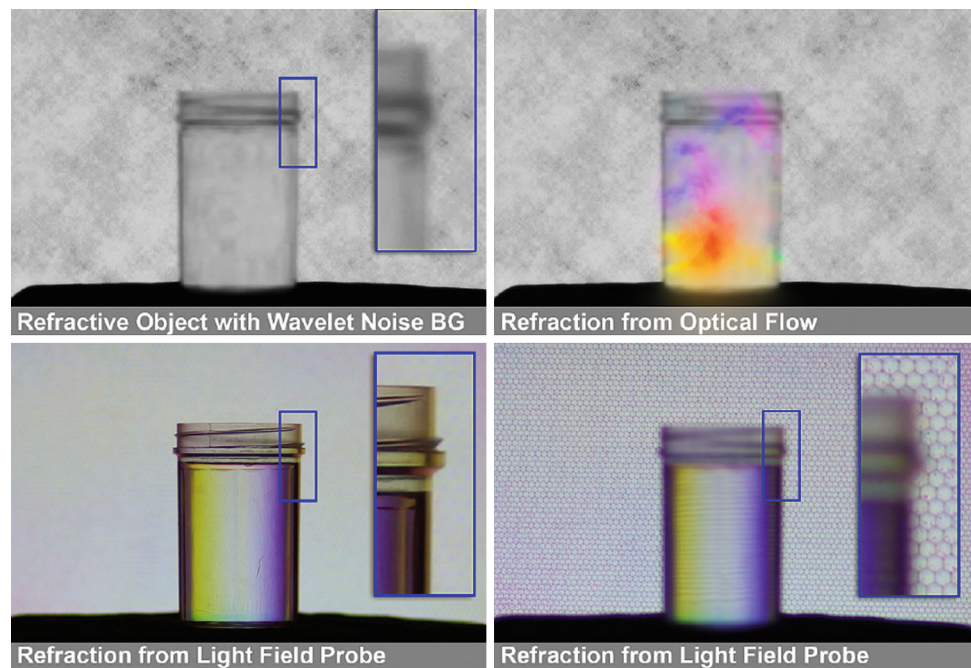 Refractive Object with Wavelet Noise BG
Refraction from Optical Flow
Refraction from Light Field Probe
Refraction from Light Field Probe